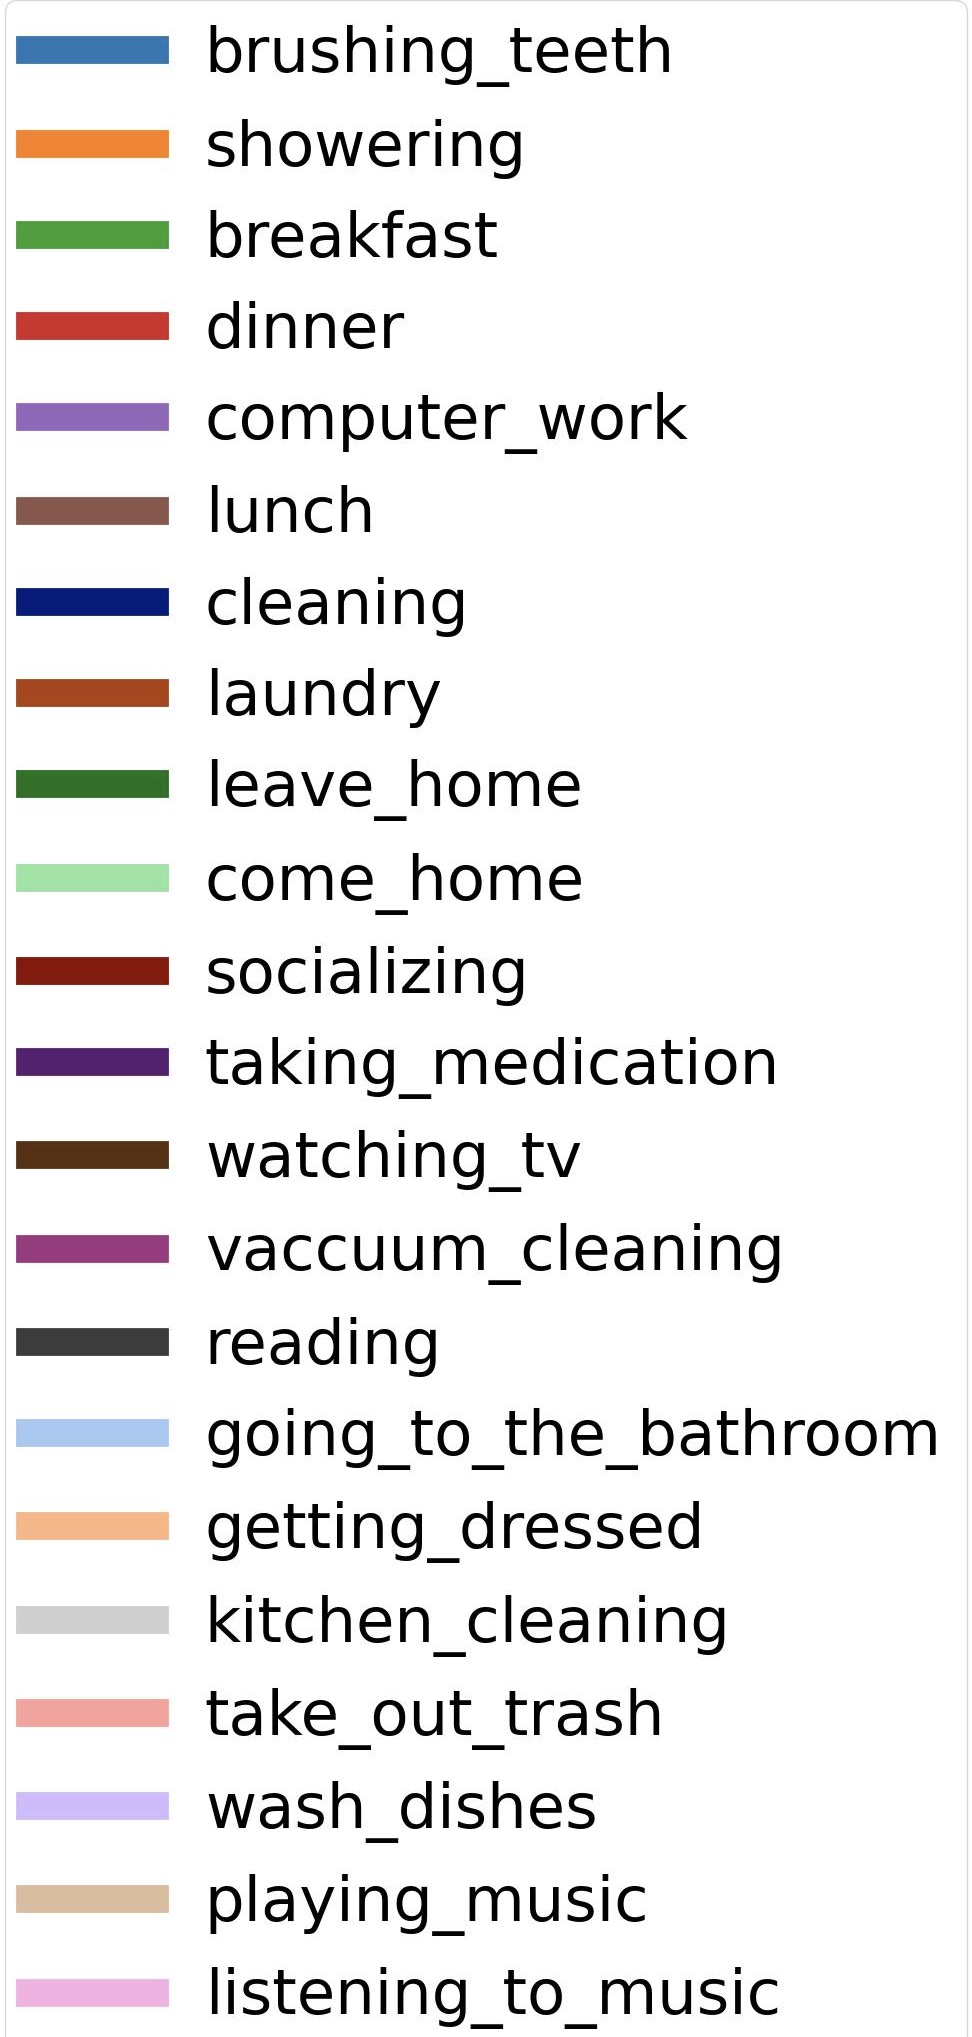 brushing_teeth
showering
breakfast
dinner
computer_work
lunch
cleaning
laundry
leave_home
come_home
socializing
taking_medication
watching_tv
vaccuum_cleaning
reading
going_to_the_bathroom
getting_dressed
kitchen_cleaning
take_out_trash
wash_dishes
playing_music
listening_to_music